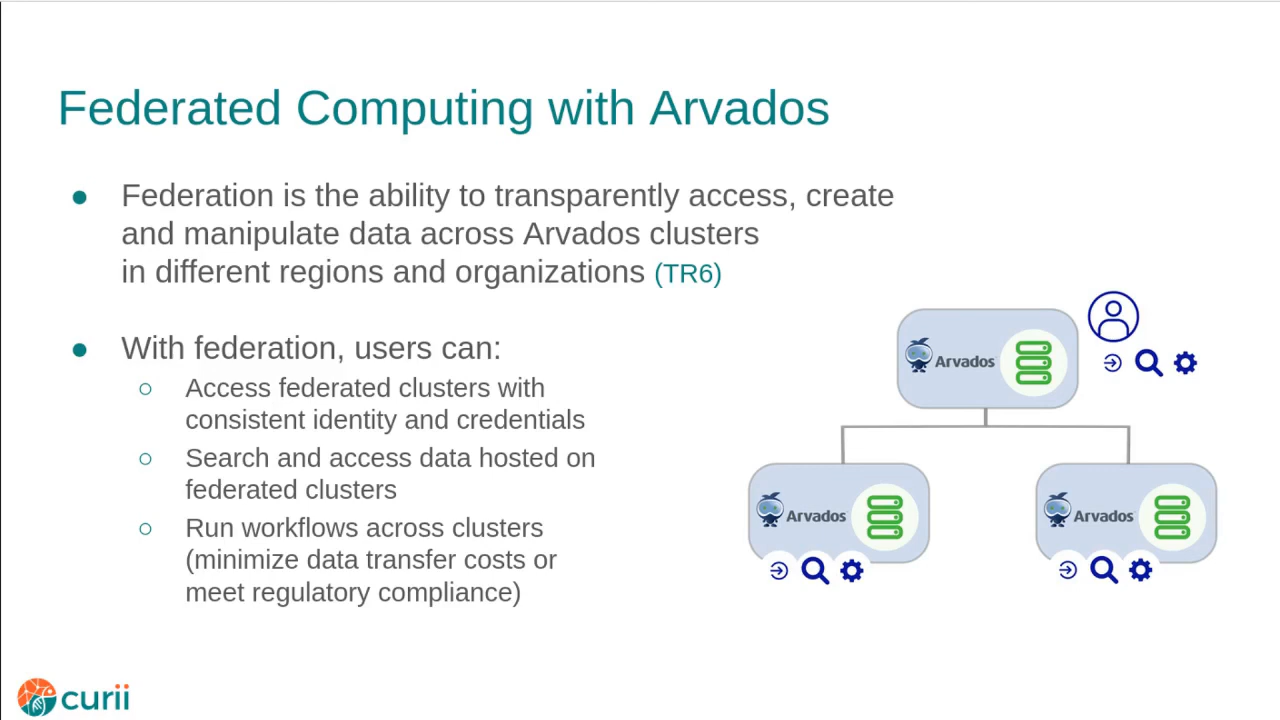 Federated Computing with Arvados
● Federation is the ability to transparently access, create
and manipulate data across Arvados clusters
in different regions and organizations (TR6)
● With federation, users can:
○ Access federated clusters with
consistent identity and credentials
○ Search and access data hosted on
federated clusters
○ Run workflows across clusters
(minimize data transfer costs or
meet regulatory compliance)
Arvados
Arvados
Arvados
curii